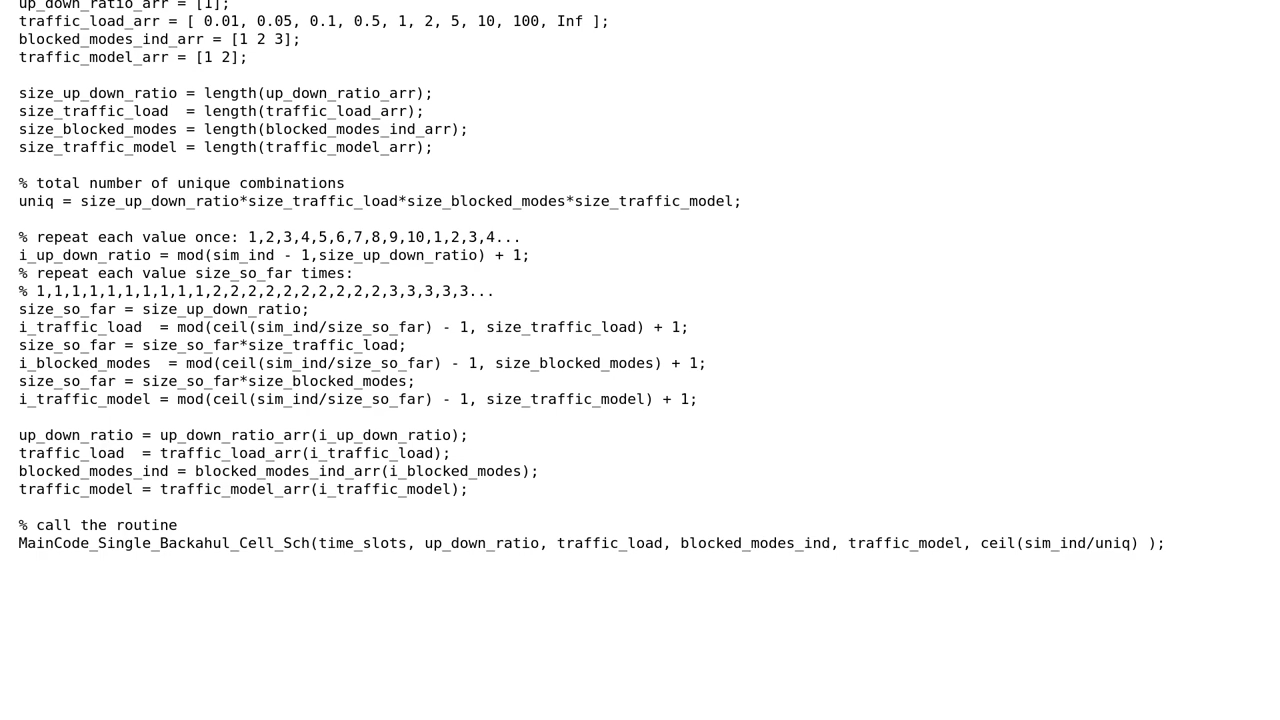 up_down_ratio_arr = [1];
traffic_load_arr = [ 0.01, 0.05, 0.1, 0.5, 1, 2, 5, 10, 100, Inf ];
blocked_modes_ind_arr = [1 2 3];
traffic_model_arr = [1 2];
size_up_down_ratio = length(up_down_ratio_arr);
size_traffic_load  = length(traffic_load_arr);
size_blocked_modes = length(blocked_modes_ind_arr);
size_traffic_model = length(traffic_model_arr);
% total number of unique combinations
uniq = size_up_down_ratio*size_traffic_load*size_blocked_modes*size_traffic_model;
% repeat each value once: 1,2,3,4,5,6,7,8,9,10,1,2,3,4...
i_up_down_ratio = mod(sim_ind - 1,size_up_down_ratio) + 1;
% repeat each value size_so_far times:
% 1,1,1,1,1,1,1,1,1,1,2,2,2,2,2,2,2,2,2,2,3,3,3,3,3...
size_so_far = size_up_down_ratio;
i_traffic_load  = mod(ceil(sim_ind/size_so_far) - 1, size_traffic_load) + 1;
size_so_far = size_so_far*size_traffic_load;
i_blocked_modes  = mod(ceil(sim_ind/size_so_far) - 1, size_blocked_modes) + 1;
size_so_far = size_so_far*size_blocked_modes;
i_traffic_model = mod(ceil(sim_ind/size_so_far) - 1, size_traffic_model) + 1;
up_down_ratio = up_down_ratio_arr(i_up_down_ratio);
traffic_load  = traffic_load_arr(i_traffic_load);
blocked_modes_ind = blocked_modes_ind_arr(i_blocked_modes);
traffic_model = traffic_model_arr(i_traffic_model);
% call the routine
MainCode_Single_Backahul_Cell_Sch(time_slots, up_down_ratio, traffic_load, blocked_modes_ind, traffic_model, ceil(sim_ind/uniq) );